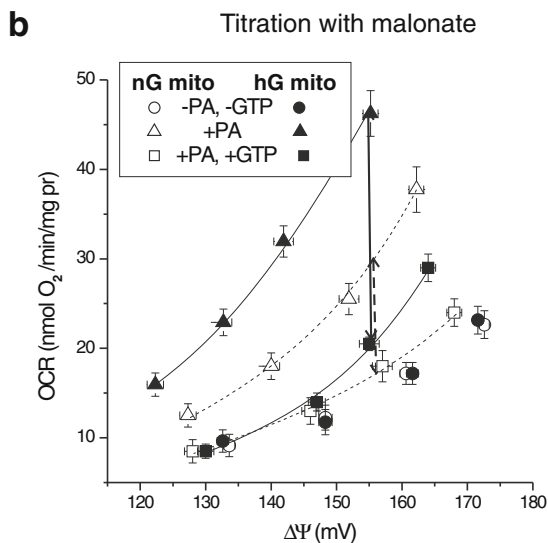 b
Titration with malonate
nG mito hG mito
-PA, -GTP
+PA
+PA, +GTP
OCR (nmol O₂/min/mg pr)
50
40
30
20
10
120 130 140 150 160 170 180
ΔΨ (mV)